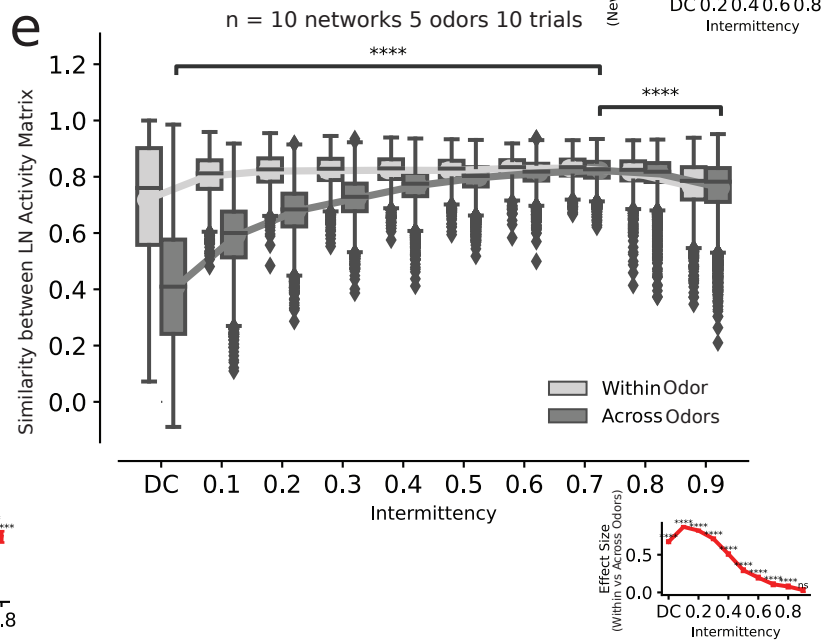 e
n = 10 networks 5 odors 10 trials
(Nev
DC 0.2 0.4 0.6 0.8
Intermittency
****
****
Similarity between LN Activity Matrix
1.2
1.0
0.8
0.6
0.4
0.2
0.0
Within Odor
Across Odors
DC 0.1 0.2 0.3 0.4 0.5 0.6 0.7 0.8 0.9
Intermittency
***
.8
Effect Size
(Within vs Across Odors)
0.5
0.0
**** **** **** **** **** **** **** **** **** ns
DC 0.2 0.4 0.6 0.8
Intermittency